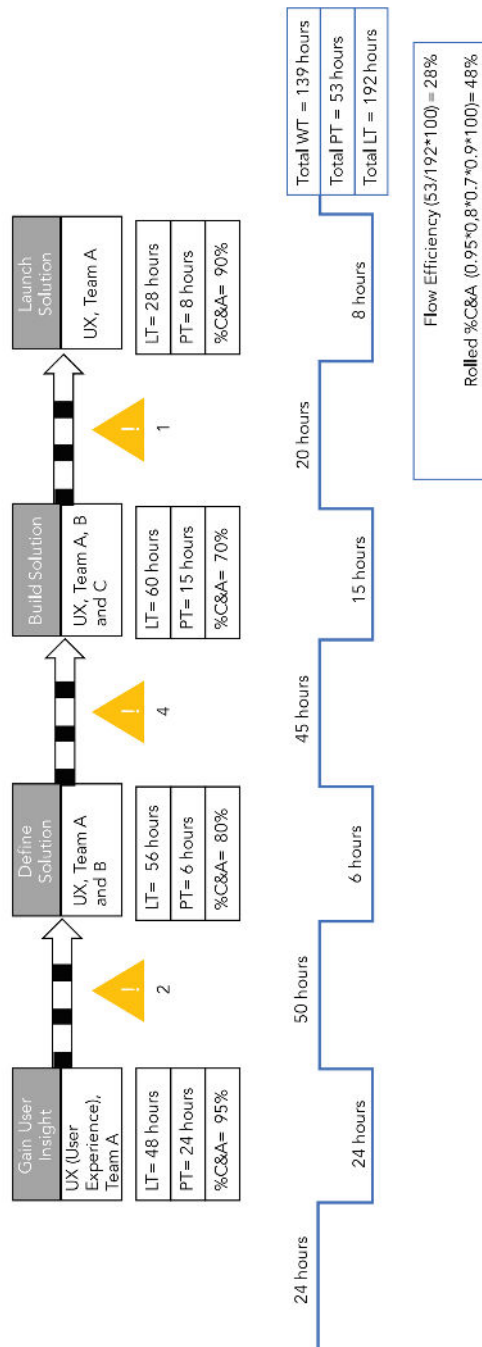 Gain User
Insight
UX (User
Experience),
Team A
LT= 48 hours
PT= 24 hours
%C&A= 95%
2
Define
Solution
UX, Team A
and B
LT= 56 hours
PT= 6 hours
%C&A= 80%
4
Build Solution
UX, Team A, B
and C
LT= 60 hours
PT= 15 hours
%C&A= 70%
1
Launch
Solution
UX, Team A
LT= 28 hours
PT= 8 hours
%C&A= 90%
24 hours
24 hours
50 hours
6 hours
45 hours
15 hours
20 hours
8 hours
Total WT = 139 hours
Total PT = 53 hours
Total LT = 192 hours
Flow Efficiency (53/192*100) = 28%
Rolled %C&A (0.95*0,8*0.7*0.9*100)= 48%